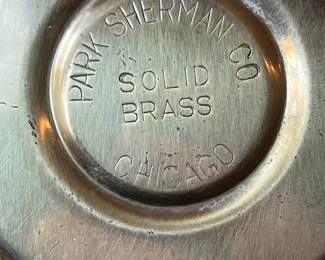 PARK SHERMAN CO
SOLID
BRASS
CHICAGO